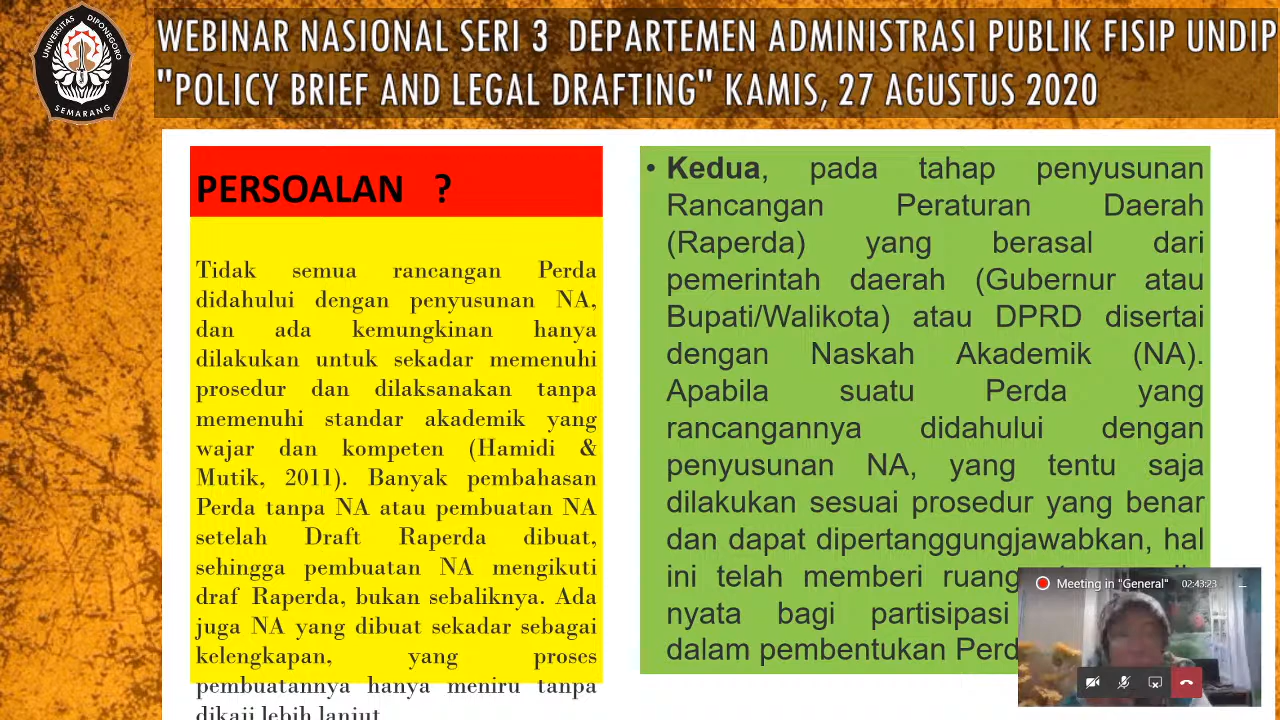 UNIVERSITAS DIPONEGORO
SEMARANG
WEBINAR NASIONAL SERI 3 DEPARTEMEN ADMINISTRASI PUBLIK FISIP UNDIP
"POLICY BRIEF AND LEGAL DRAFTING" KAMIS, 27 AGUSTUS 2020
PERSOALAN ?
Tidak semua rancangan Perda
didahului dengan penyusunan NA,
dan ada kemungkinan hanya
dilakukan untuk sekadar memenuhi
prosedur dan dilaksanakan tanpa
memenuhi standar akademik yang
wajar dan kompeten (Hamidi &
Mutik, 2011). Banyak pembahasan
Perda tanpa NA atau pembuatan NA
setelah Draft Raperda dibuat,
sehingga pembuatan NA mengikuti
draf Raperda, bukan sebaliknya. Ada
juga NA yang dibuat sekadar sebagai
kelengkapan, yang proses
pembuatannya hanya meniru tanpa
dikaji lebih lanjut
• Kedua, pada tahap penyusunan
Rancangan Peraturan Daerah
(Raperda) yang berasal dari
pemerintah daerah (Gubernur atau
Bupati/Walikota) atau DPRD disertai
dengan Naskah Akademik (NA).
Apabila suatu Perda yang
rancangannya didahului dengan
penyusunan NA, yang tentu saja
dilakukan sesuai prosedur yang benar
dan dapat dipertanggungjawabkan, hal
ini telah memberi ruang
nyata bagi partisipasi
dalam pembentukan
Meeting in "General" 02:43:23